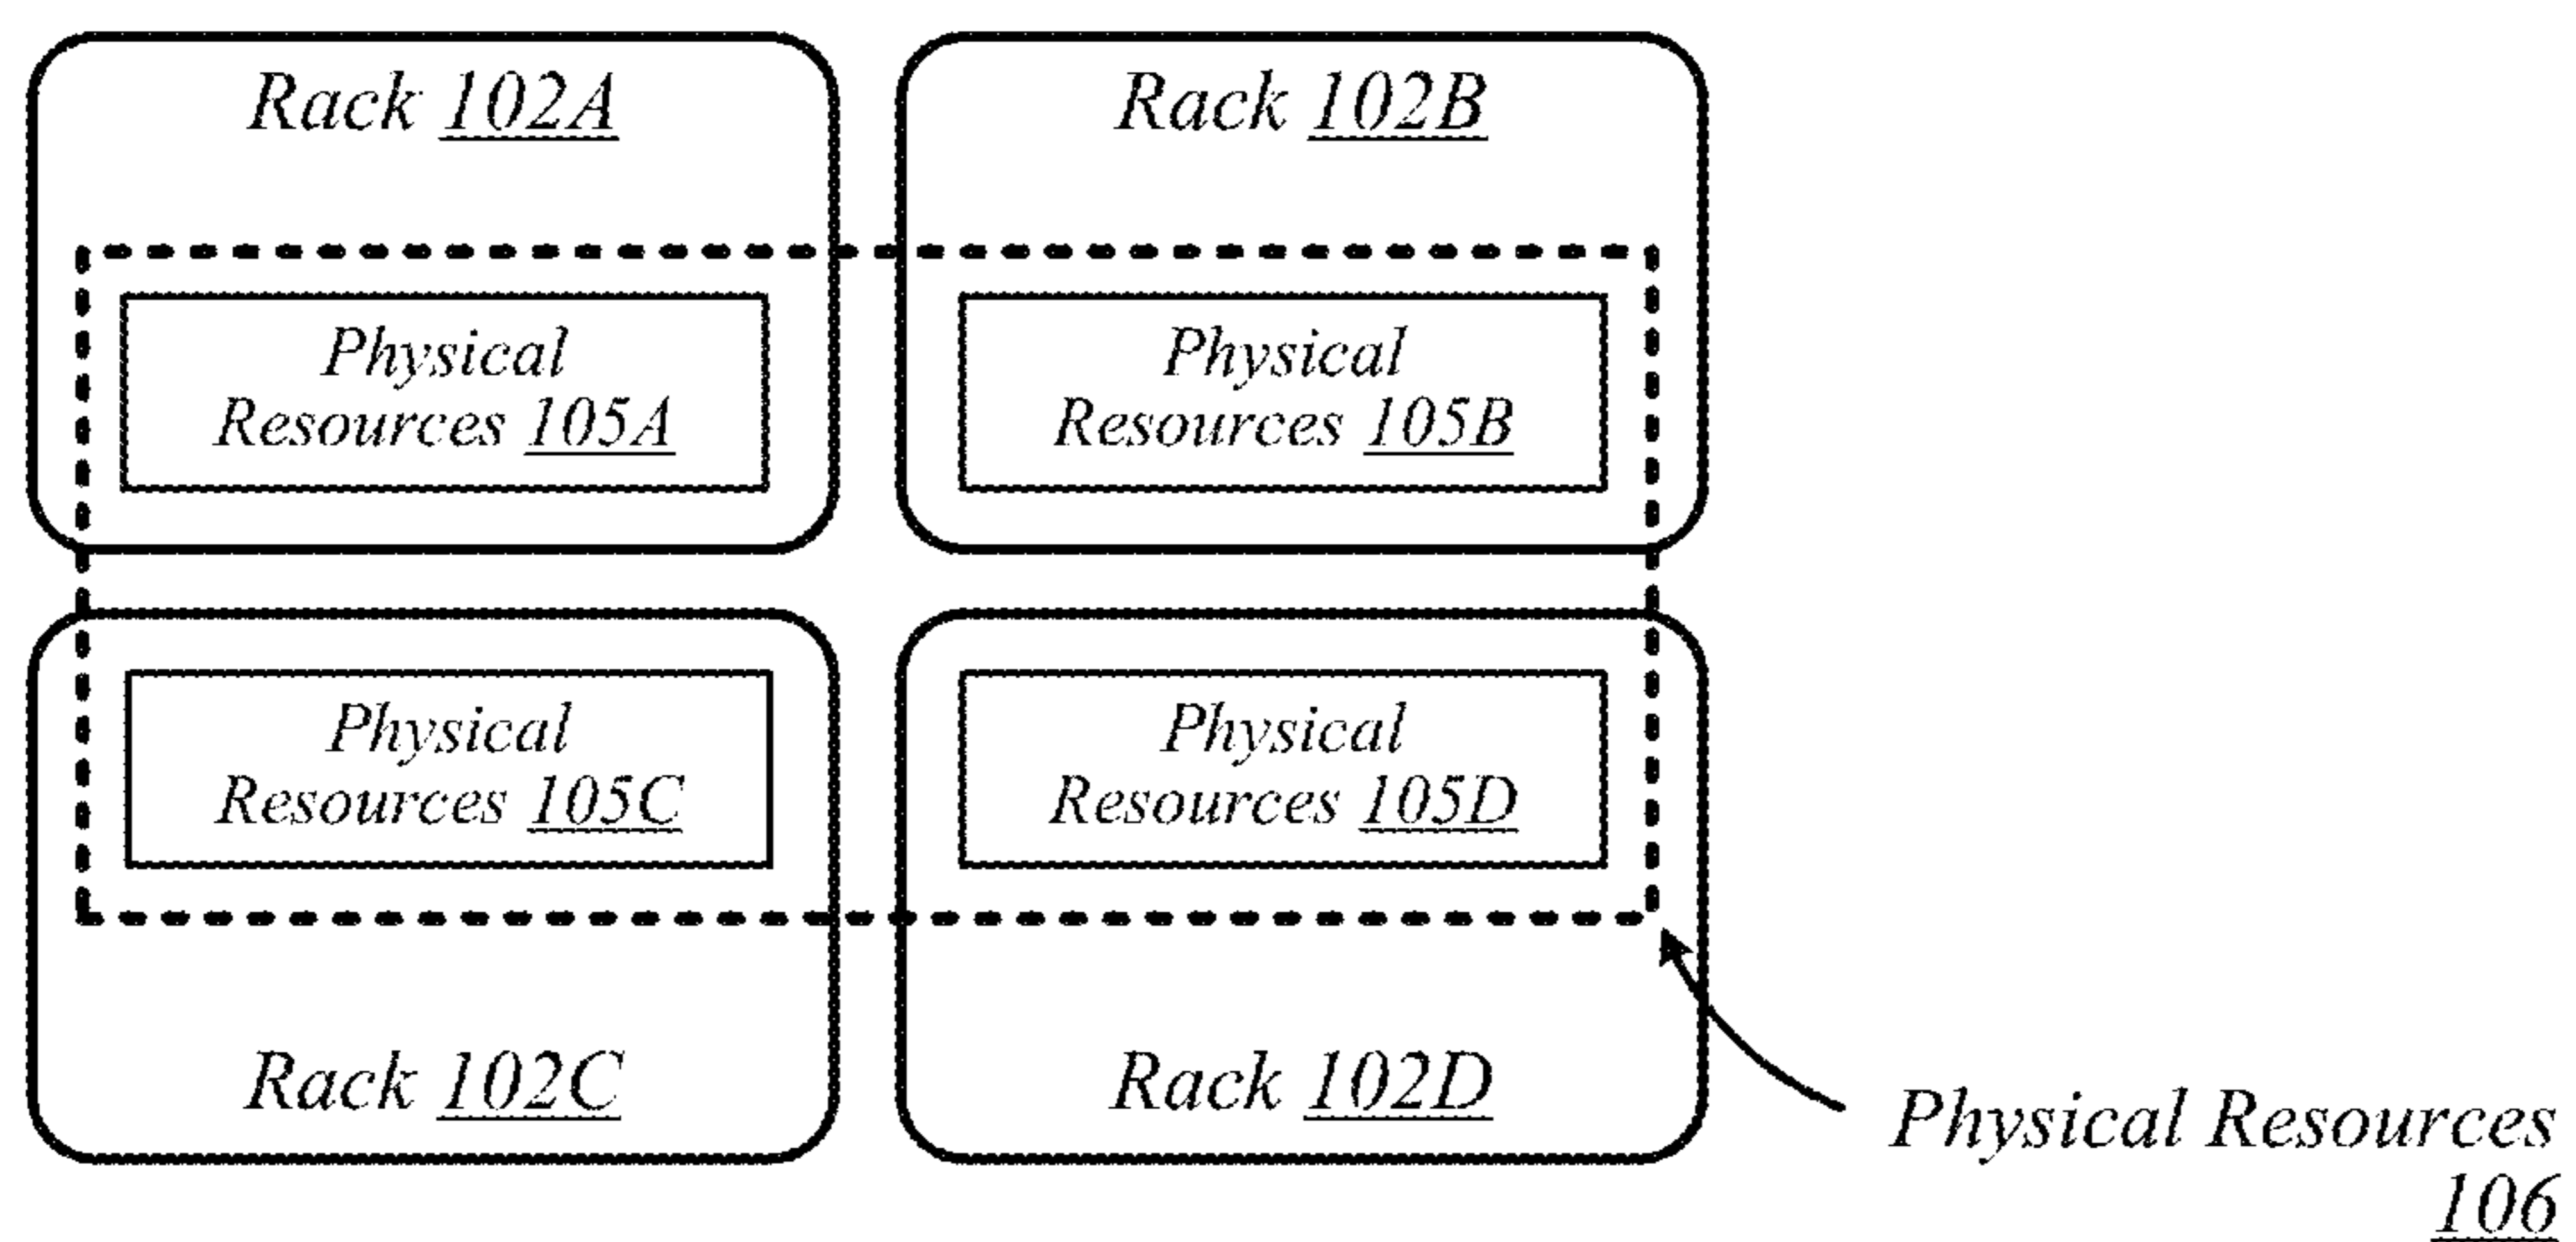 Rack 102A
Rack 102B
Physical
Resources 105A
Physical
Resources 105B
Physical
Resources 105C
Physical
Resources 105D
Rack 102C
Rack 102D
Physical Resources
106